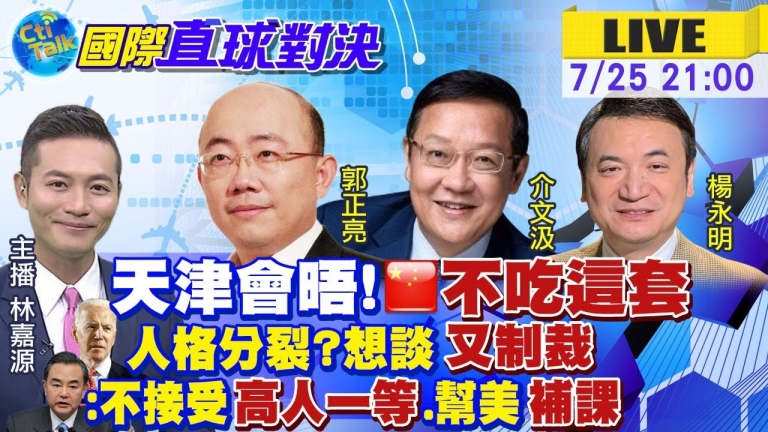 Cti Talk
國際直球對決
LIVE
7/25 21:00
主播 林嘉源
郭正亮
介文汲
楊永明
天津會晤!🇨🇳不吃這套
人格分裂?想談 又制裁
:不接受 高人一等.幫美 補課